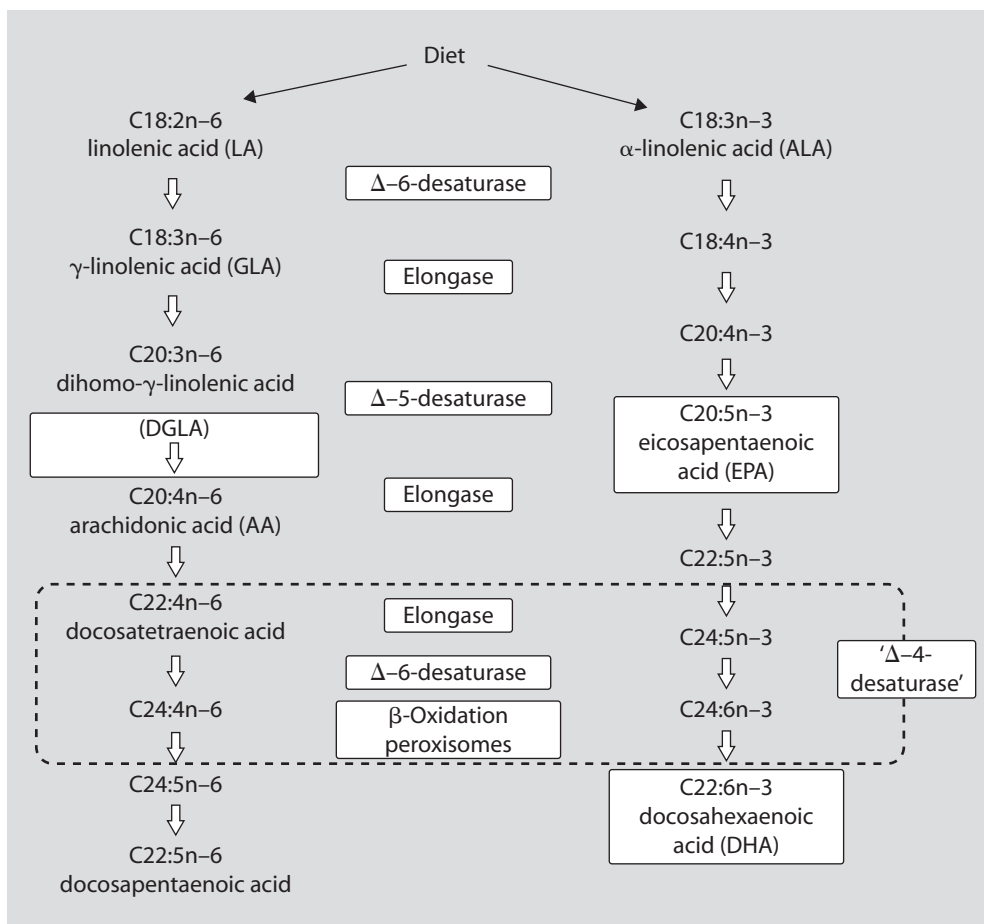 Diet
C18:2n–6
linolenic acid (LA)
C18:3n–3
α-linolenic acid (ALA)
Δ–6-desaturase
C18:3n–6
γ-linolenic acid (GLA)
C18:4n–3
Elongase
C20:3n–6
dihomo-γ-linolenic acid
C20:4n–3
Δ–5-desaturase
(DGLA)
C20:5n–3
eicosapentaenoic
acid (EPA)
C20:4n–6
arachidonic acid (AA)
Elongase
C22:5n–3
C22:4n–6
docosatetraenoic acid
Elongase
C24:5n–3
'Δ–4-
desaturase'
Δ–6-desaturase
C24:4n–6
β-Oxidation
peroxisomes
C24:6n–3
C24:5n–6
C22:6n–3
docosahexaenoic
acid (DHA)
C22:5n–6
docosapentaenoic acid